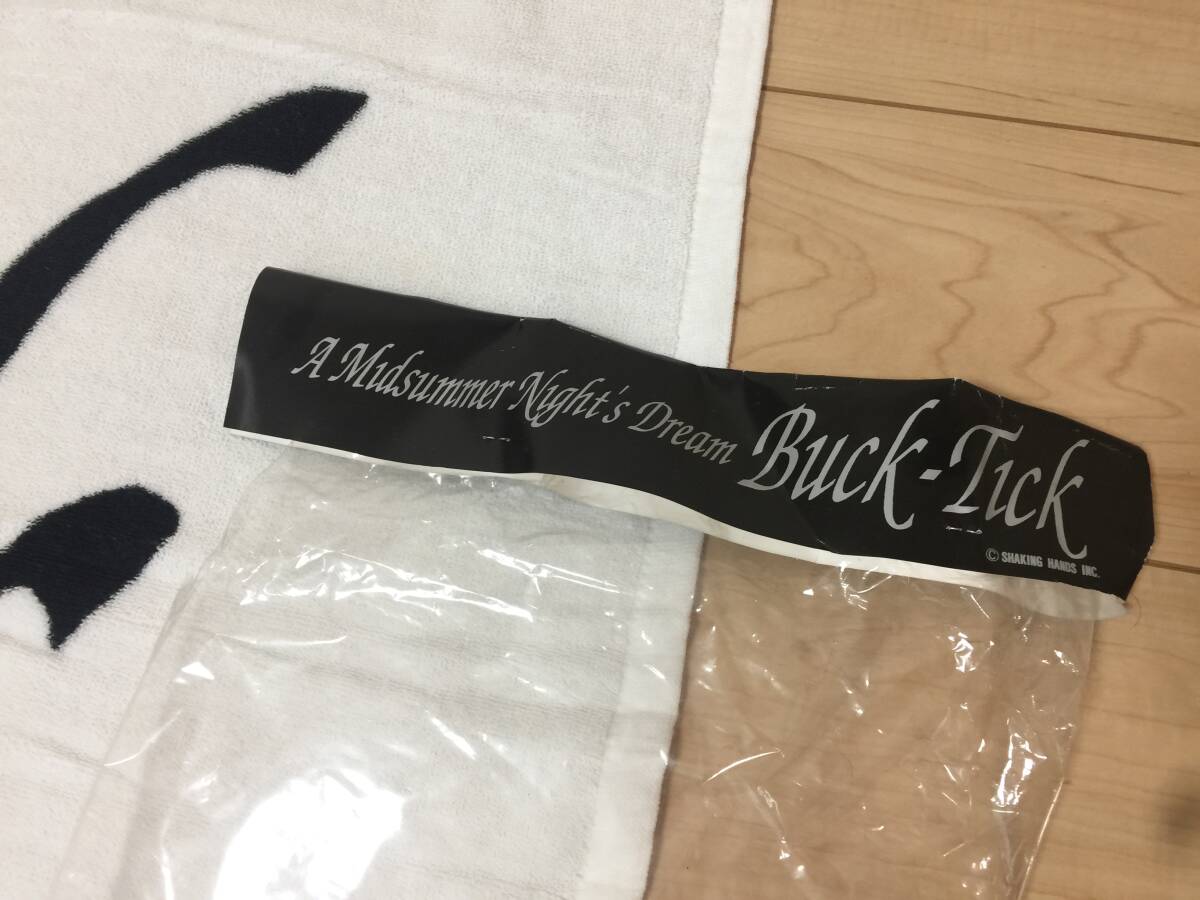 A Midsummer Night's Dream Buck-Tick
© SHAKING HANDS INC.